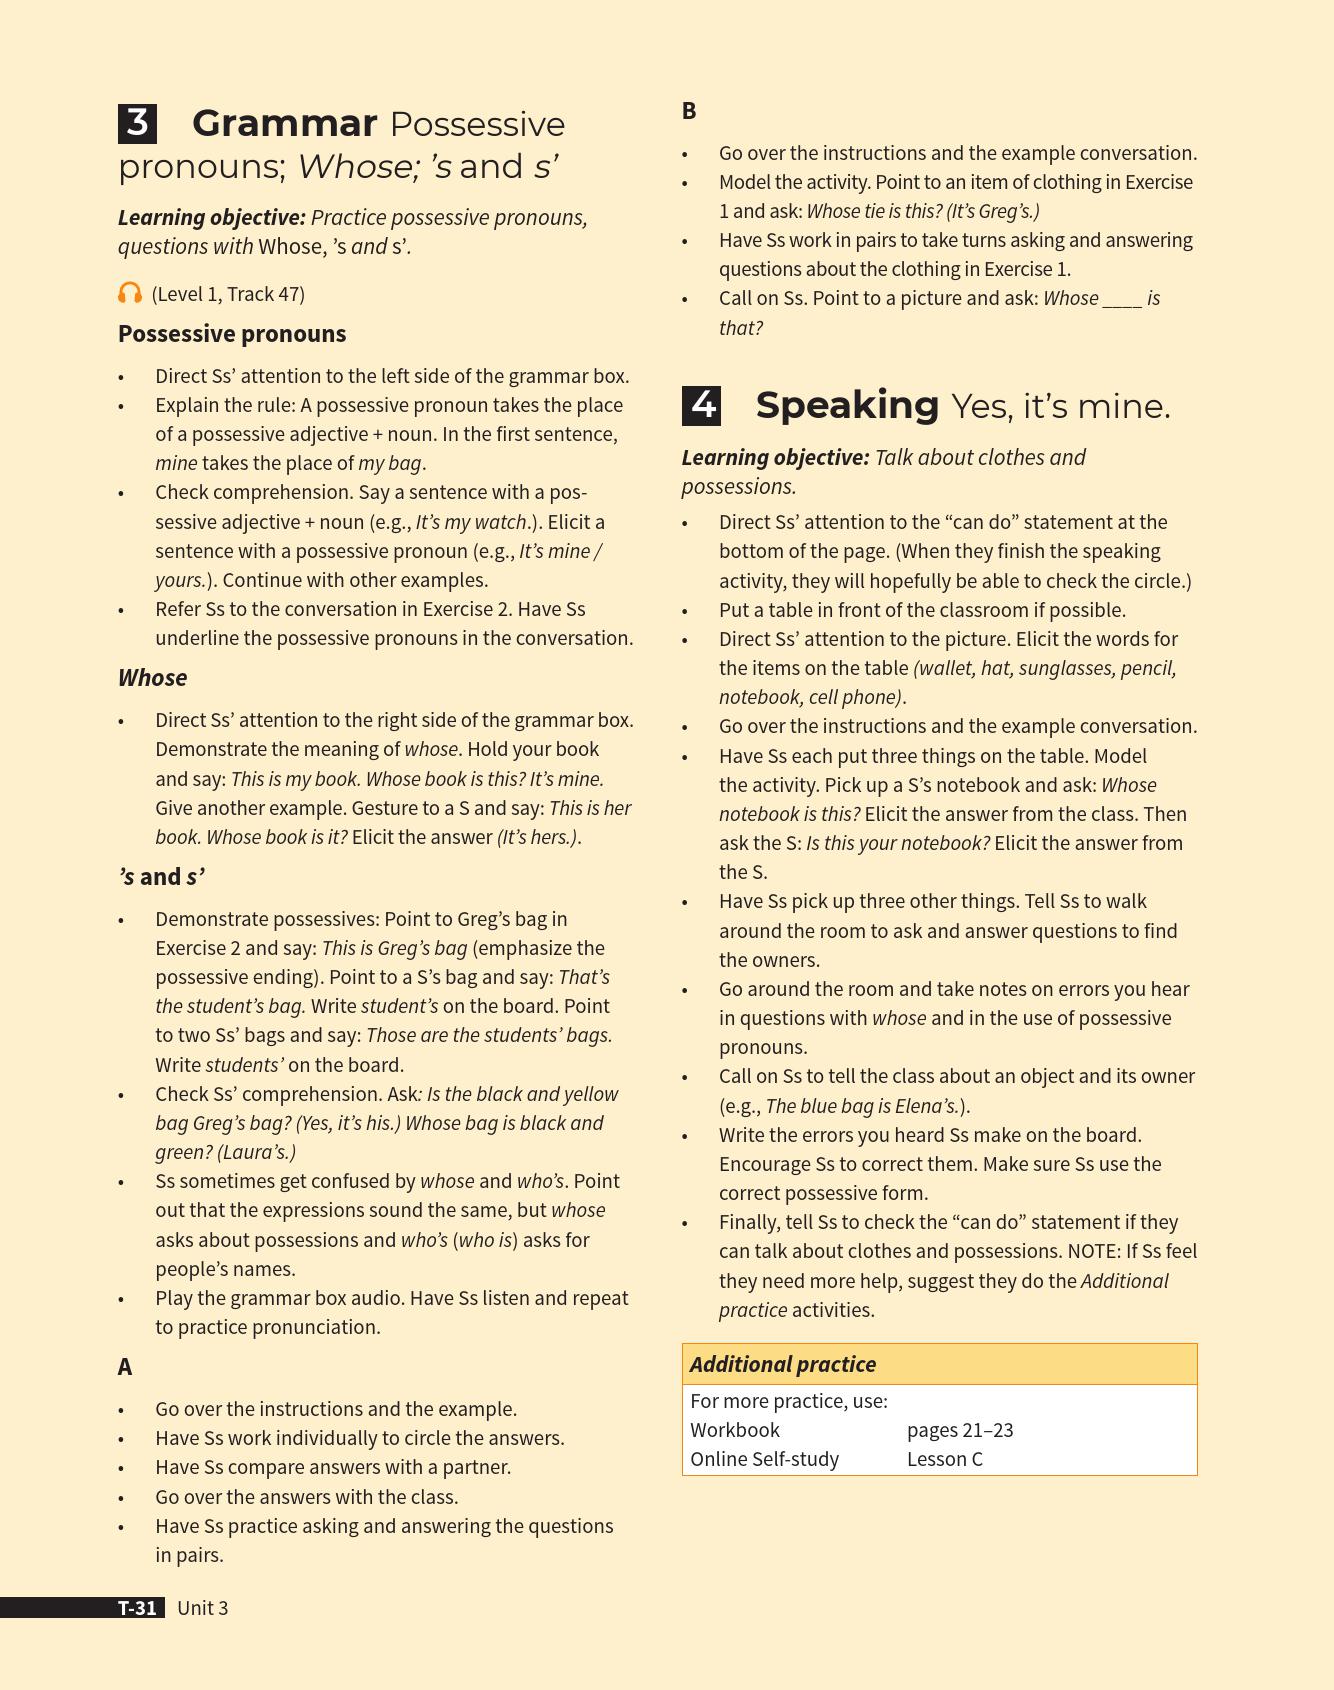 3 Grammar Possessive
pronouns; Whose; ’s and s’
Learning objective: Practice possessive pronouns,
questions with Whose, ’s and s’.
(Level 1, Track 47)
Possessive pronouns
• Direct Ss’ attention to the left side of the grammar box.
• Explain the rule: A possessive pronoun takes the place
of a possessive adjective + noun. In the first sentence,
mine takes the place of my bag.
• Check comprehension. Say a sentence with a pos-
sessive adjective + noun (e.g., It’s my watch.). Elicit a
sentence with a possessive pronoun (e.g., It’s mine /
yours.). Continue with other examples.
• Refer Ss to the conversation in Exercise 2. Have Ss
underline the possessive pronouns in the conversation.
Whose
• Direct Ss’ attention to the right side of the grammar box.
Demonstrate the meaning of whose. Hold your book
and say: This is my book. Whose book is this? It’s mine.
Give another example. Gesture to a S and say: This is her
book. Whose book is it? Elicit the answer (It’s hers.).
’s and s’
• Demonstrate possessives: Point to Greg’s bag in
Exercise 2 and say: This is Greg’s bag (emphasize the
possessive ending). Point to a S’s bag and say: That’s
the student’s bag. Write student’s on the board. Point
to two Ss’ bags and say: Those are the students’ bags.
Write students’ on the board.
• Check Ss’ comprehension. Ask: Is the black and yellow
bag Greg’s bag? (Yes, it’s his.) Whose bag is black and
green? (Laura’s.)
• Ss sometimes get confused by whose and who’s. Point
out that the expressions sound the same, but whose
asks about possessions and who’s (who is) asks for
people’s names.
• Play the grammar box audio. Have Ss listen and repeat
to practice pronunciation.
A
• Go over the instructions and the example.
• Have Ss work individually to circle the answers.
• Have Ss compare answers with a partner.
• Go over the answers with the class.
• Have Ss practice asking and answering the questions
in pairs.
B
• Go over the instructions and the example conversation.
• Model the activity. Point to an item of clothing in Exercise
1 and ask: Whose tie is this? (It’s Greg’s.)
• Have Ss work in pairs to take turns asking and answering
questions about the clothing in Exercise 1.
• Call on Ss. Point to a picture and ask: Whose ____ is
that?
4 Speaking Yes, it’s mine.
Learning objective: Talk about clothes and
possessions.
• Direct Ss’ attention to the “can do” statement at the
bottom of the page. (When they finish the speaking
activity, they will hopefully be able to check the circle.)
• Put a table in front of the classroom if possible.
• Direct Ss’ attention to the picture. Elicit the words for
the items on the table (wallet, hat, sunglasses, pencil,
notebook, cell phone).
• Go over the instructions and the example conversation.
• Have Ss each put three things on the table. Model
the activity. Pick up a S’s notebook and ask: Whose
notebook is this? Elicit the answer from the class. Then
ask the S: Is this your notebook? Elicit the answer from
the S.
• Have Ss pick up three other things. Tell Ss to walk
around the room to ask and answer questions to find
the owners.
• Go around the room and take notes on errors you hear
in questions with whose and in the use of possessive
pronouns.
• Call on Ss to tell the class about an object and its owner
(e.g., The blue bag is Elena’s.).
• Write the errors you heard Ss make on the board.
Encourage Ss to correct them. Make sure Ss use the
correct possessive form.
• Finally, tell Ss to check the “can do” statement if they
can talk about clothes and possessions. NOTE: If Ss feel
they need more help, suggest they do the Additional
practice activities.
Additional practice
For more practice, use:
Workbook pages 21–23
Online Self-study Lesson C
T-31 Unit 3